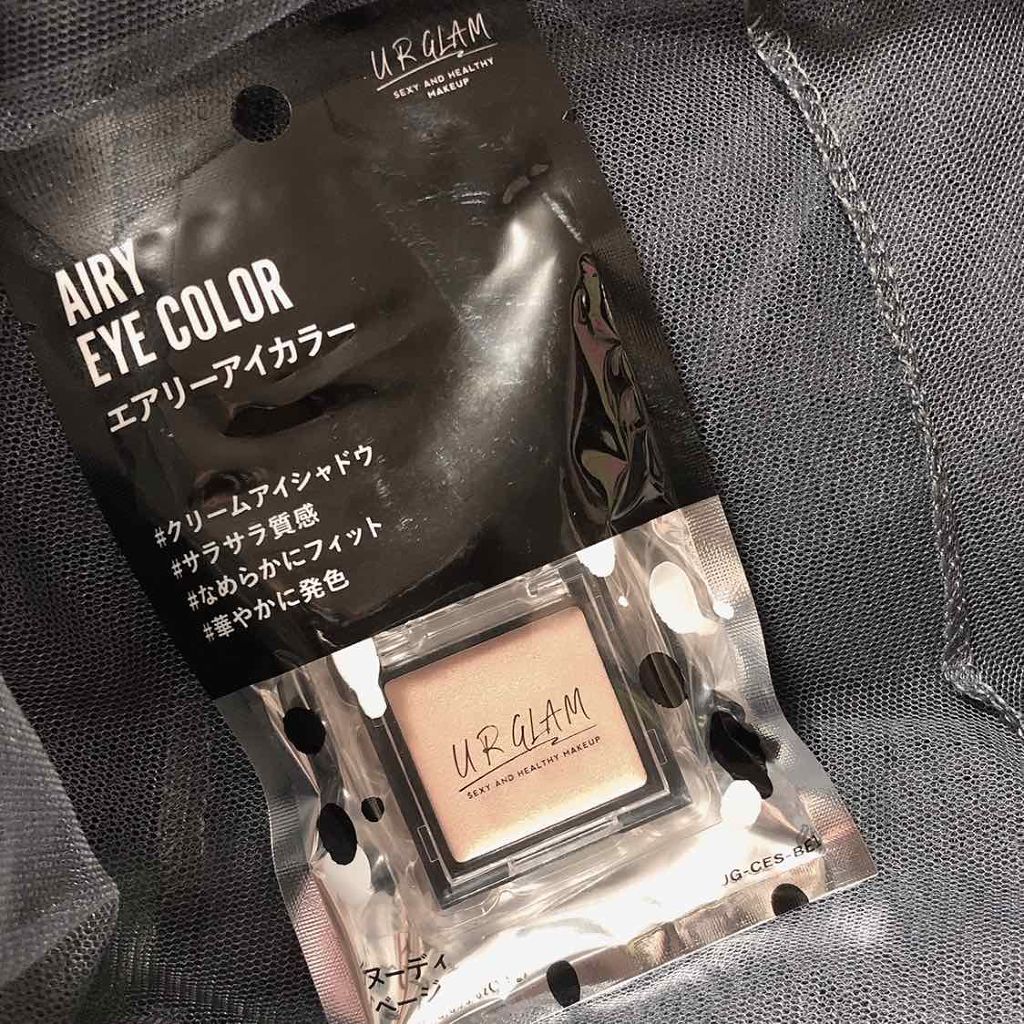 UR GLAM
SEXY AND HEALTHY
MAKEUP
AIRY
EYE COLOR
エアリーアイカラー
#クリームアイシャドウ
#サラサラ質感
#なめらかにフィット
#華やかに発色
UR GLAM
SEXY AND HEALTHY MAKEUP
ヌーディ
ベージ